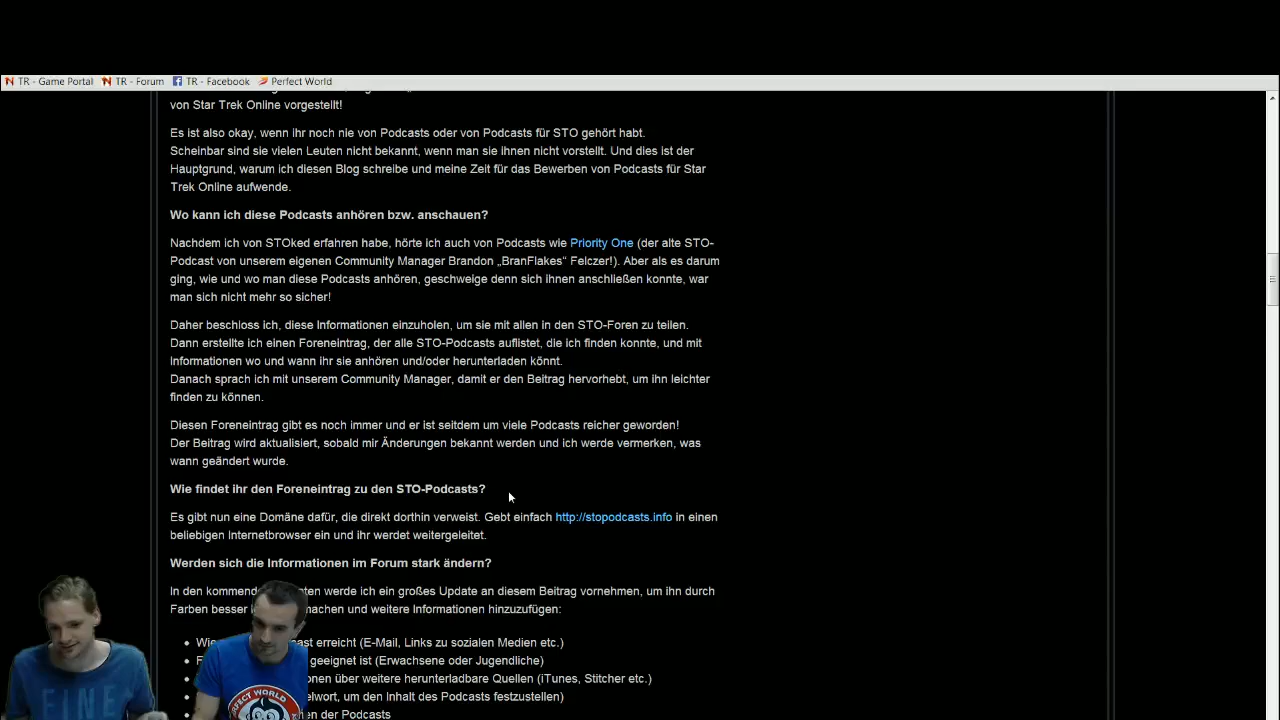 TR - Game Portal TR - Forum TR - Facebook Perfect World
von Star Trek Online vorgestellt!
Es ist also okay, wenn ihr noch nie von Podcasts oder von Podcasts für STO gehört habt.
Scheinbar sind sie vielen Leuten nicht bekannt, wenn man sie ihnen nicht vorstellt. Und dies ist der
Hauptgrund, warum ich diesen Blog schreibe und meine Zeit für das Bewerben von Podcasts für Star
Trek Online aufwende.
Wo kann ich diese Podcasts anhören bzw. anschauen?
Nachdem ich von STOked erfahren habe, hörte ich auch von Podcasts wie Priority One (der alte STO-
Podcast von unserem eigenen Community Manager Brandon „BranFlakes“ Felczer!). Aber als es darum
ging, wie und wo man diese Podcasts anhören, geschweige denn sich ihnen anschließen konnte, war
man sich nicht mehr so sicher!
Daher beschloss ich, diese Informationen einzuholen, um sie mit allen in den STO-Foren zu teilen.
Dann erstellte ich einen Foreneintrag, der alle STO-Podcasts auflistet, die ich finden konnte, und mit
Informationen wo und wann ihr sie anhören und/oder herunterladen könnt.
Danach sprach ich mit unserem Community Manager, damit er den Beitrag hervorhebt, um ihn leichter
finden zu können.
Diesen Foreneintrag gibt es noch immer und er ist seitdem um viele Podcasts reicher geworden!
Der Beitrag wird aktualisiert, sobald mir Änderungen bekannt werden und ich werde vermerken, was
wann geändert wurde.
Wie findet ihr den Foreneintrag zu den STO-Podcasts?
Es gibt nun eine Domäne dafür, die direkt dorthin verweist. Gebt einfach http://stopodcasts.info in einen
beliebigen Internetbrowser ein und ihr werdet weitergeleitet.
Werden sich die Informationen im Forum stark ändern?
In den kommende ten werde ich ein großes Update an diesem Beitrag vornehmen, um ihn durch
Farben besser machen und weitere Informationen hinzuzufügen:
Wie ast erreicht (E-Mail, Links zu sozialen Medien etc.)
geeignet ist (Erwachsene oder Jugendliche)
onen über weitere herunterladbare Quellen (iTunes, Stitcher etc.)
elwort, um den Inhalt des Podcasts festzustellen)
en der Podcasts
FINE
PERFECT WORLD